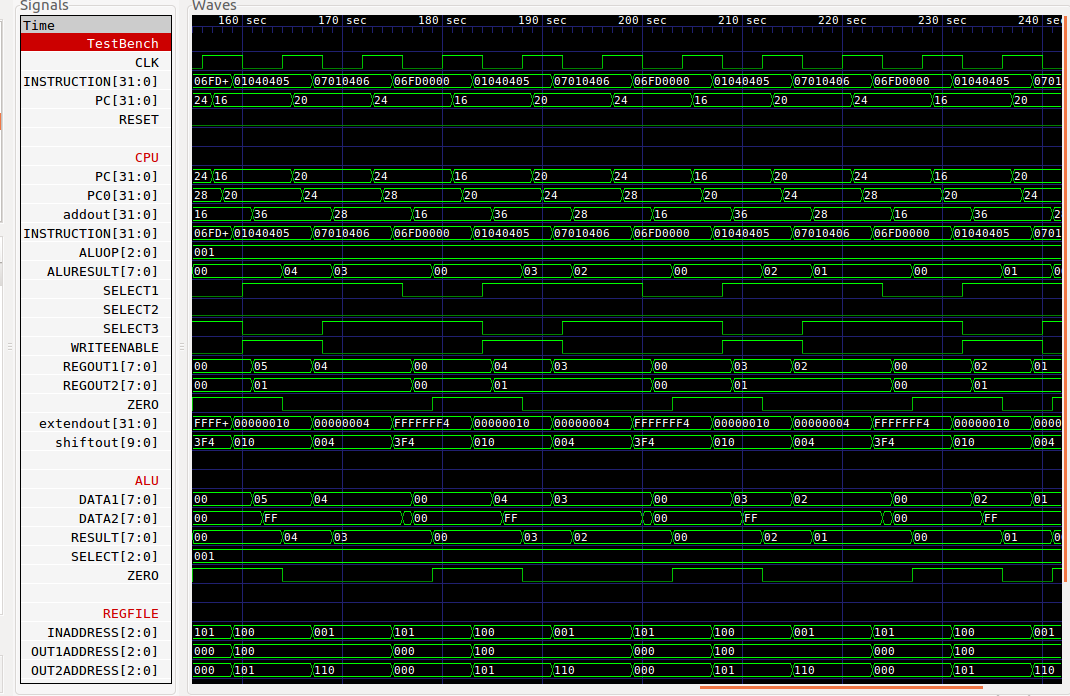 Signals Waves
Time 160 sec 170 sec 180 sec 190 sec 200 sec 210 sec 220 sec 230 sec 240 sec
TestBench
CLK
INSTRUCTION[31:0] 06FD+ 01040405 07010406 06FD0000 01040405 07010406 06FD0000 01040405 07010406 06FD0000 01040405 0701
PC[31:0] 24 16 20 24 16 20 24 16 20 24 16 20
RESET
CPU
PC[31:0] 24 16 20 24 16 20 24 16 20 24 16 20
PC0[31:0] 28 20 24 28 20 24 28 20 24 28 20 24
addout[31:0] 16 36 28 16 36 28 16 36 28 16 36 2
INSTRUCTION[31:0] 06FD+ 01040405 07010406 06FD0000 01040405 07010406 06FD0000 01040405 07010406 06FD0000 01040405 0701
ALUOP[2:0] 001
ALURESULT[7:0] 00 04 03 00 03 02 00 02 01 00 01 0
SELECT1
SELECT2
SELECT3
WRITEENABLE
REGOUT1[7:0] 00 05 04 00 04 03 00 03 02 00 02 01
REGOUT2[7:0] 00 01 00 01 00 01 00 01
ZERO
extendout[31:0] FFFF+ 00000010 00000004 FFFFFFF4 00000010 00000004 FFFFFFF4 00000010 00000004 FFFFFFF4 00000010 0000
shiftout[9:0] 3F4 010 004 3F4 010 004 3F4 010 004 3F4 010 004
ALU
DATA1[7:0] 00 05 04 00 04 03 00 03 02 00 02 01
DATA2[7:0] 00 FF 00 FF 00 FF 00 FF
RESULT[7:0] 00 04 03 00 03 02 00 02 01 00 01 0
SELECT[2:0] 001
ZERO
REGFILE
INADDRESS[2:0] 101 100 001 101 100 001 101 100 001 101 100 001
OUT1ADDRESS[2:0] 000 100 000 100 000 100 000 100
OUT2ADDRESS[2:0] 000 101 110 000 101 110 000 101 110 000 101 110